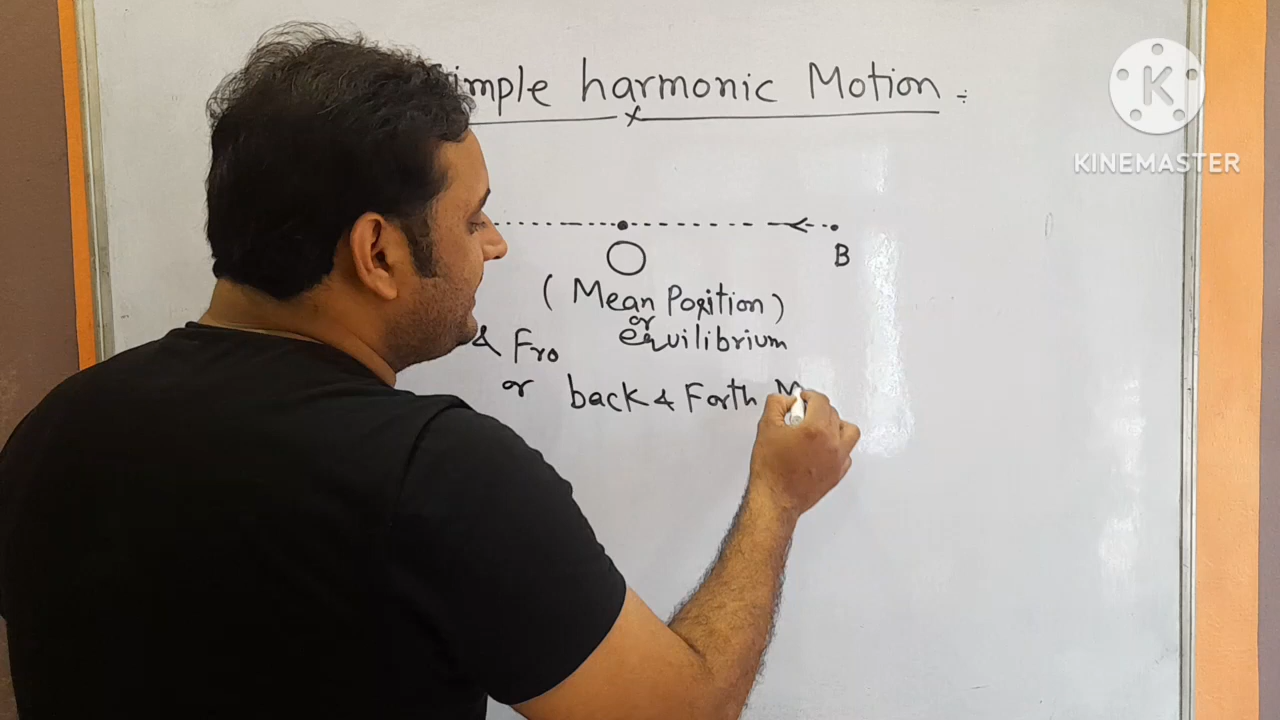 imple harmonic Motion :
B
O
(Mean Position)
or
equilibrium
& Fro
or back & Forth M
K
KINEMASTER